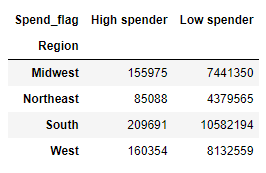 Spend_flag High spender Low spender
Region
Midwest 155975 7441350
Northeast 85088 4379565
South 209691 10582194
West 160354 8132559